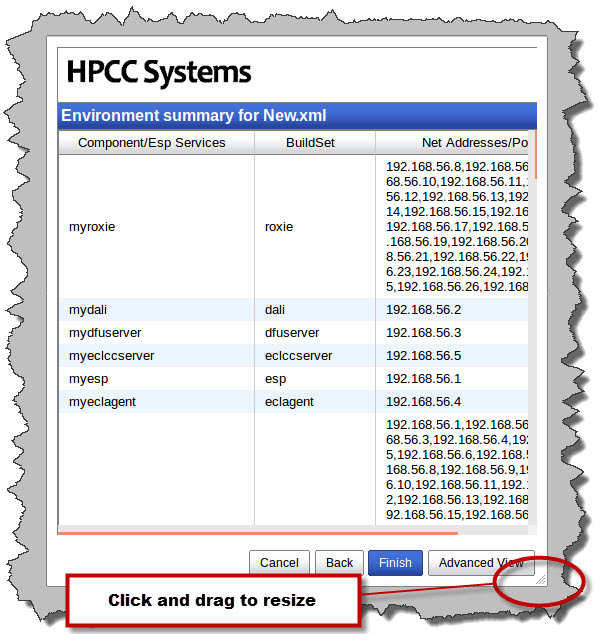 HPCC Systems
Environment summary for New.xml
Component/Esp Services BuildSet Net Addresses/Po
192.168.56.8,192.168.56
68.56.10,192.168.56.11,
56.12,192.168.56.13,192
14,192.168.56.15,192.16
myroxie roxie 192.168.56.17,192.168.5
.168.56.19,192.168.56.20
8.56.21,192.168.56.22,19
6.23,192.168.56.24,192.
5,192.168.56.26,192.168
mydali dali 192.168.56.2
mydfuserver dfuserver 192.168.56.3
myeclccserver eclccserver 192.168.56.5
myesp esp 192.168.56.1
myeclagent eclagent 192.168.56.4
192.168.56.1,192.168.56
68.56.3,192.168.56.4,192
5,192.168.56.6,192.168.5
168.56.8,192.168.56.9,19
6.10,192.168.56.11,192.1
2,192.168.56.13,192.168
92.168.56.15,192.168.56
Cancel Back Finish Advanced View
Click and drag to resize